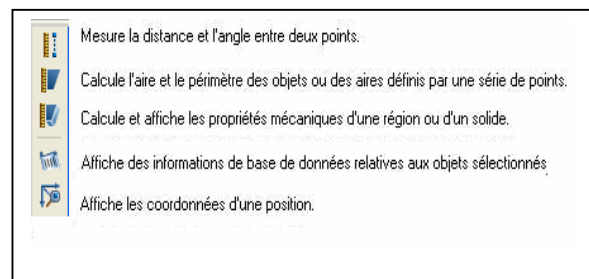 Mesure la distance et l'angle entre deux points.
Calcule l'aire et le périmètre des objets ou des aires définis par une série de points.
Calcule et affiche les propriétés mécaniques d'une région ou d'un solide.
Affiche des informations de base de données relatives aux objets sélectionnés
Affiche les coordonnées d'une position.